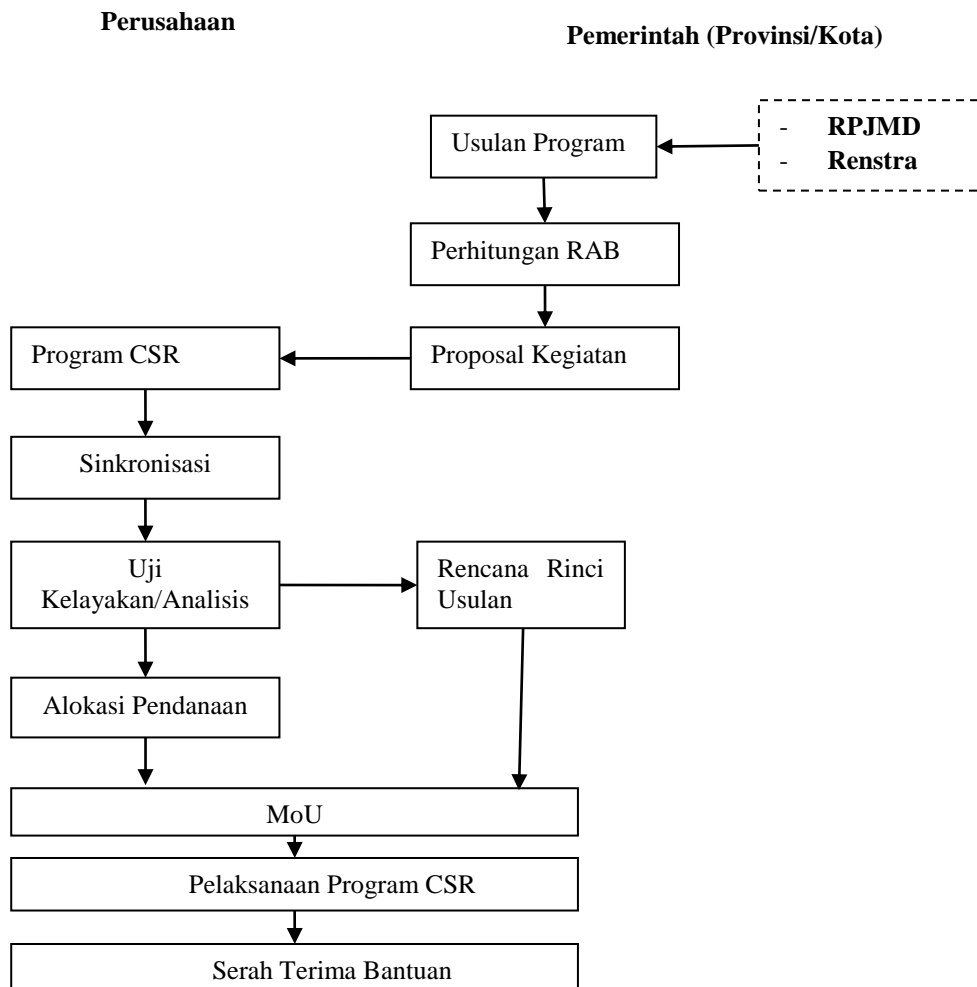 Perusahaan
Pemerintah (Provinsi/Kota)
- RPJMD
- Renstra
Usulan Program
Perhitungan RAB
Program CSR
Proposal Kegiatan
Sinkronisasi
Uji
Kelayakan/Analisis
Rencana Rinci
Usulan
Alokasi Pendanaan
MoU
Pelaksanaan Program CSR
Serah Terima Bantuan